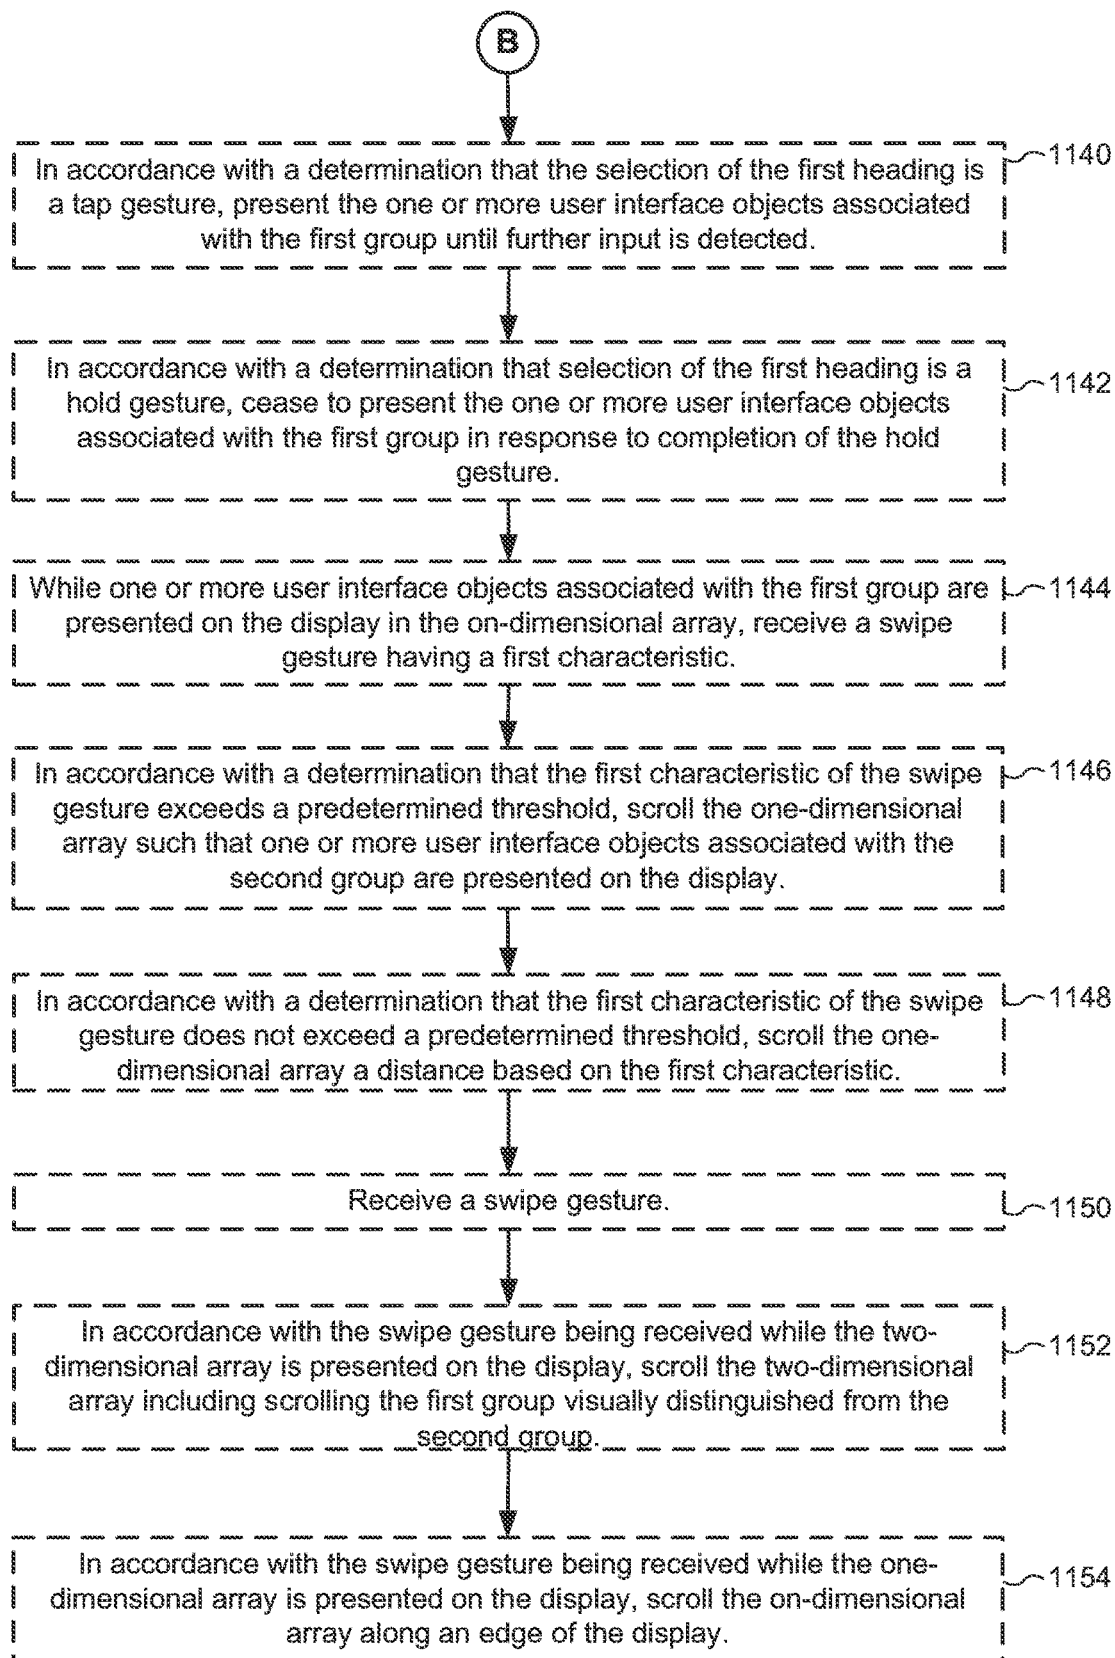 B
In accordance with a determination that the selection of the first heading is
a tap gesture, present the one or more user interface objects associated
with the first group until further input is detected.
1140
In accordance with a determination that selection of the first heading is a
hold gesture, cease to present the one or more user interface objects
associated with the first group in response to completion of the hold
gesture.
1142
While one or more user interface objects associated with the first group are
presented on the display in the on-dimensional array, receive a swipe
gesture having a first characteristic.
1144
In accordance with a determination that the first characteristic of the swipe
gesture exceeds a predetermined threshold, scroll the one-dimensional
array such that one or more user interface objects associated with the
second group are presented on the display.
1146
In accordance with a determination that the first characteristic of the swipe
gesture does not exceed a predetermined threshold, scroll the one-
dimensional array a distance based on the first characteristic.
1148
Receive a swipe gesture.
1150
In accordance with the swipe gesture being received while the two-
dimensional array is presented on the display, scroll the two-dimensional
array including scrolling the first group visually distinguished from the
second group.
1152
In accordance with the swipe gesture being received while the one-
dimensional array is presented on the display, scroll the on-dimensional
array along an edge of the display.
1154